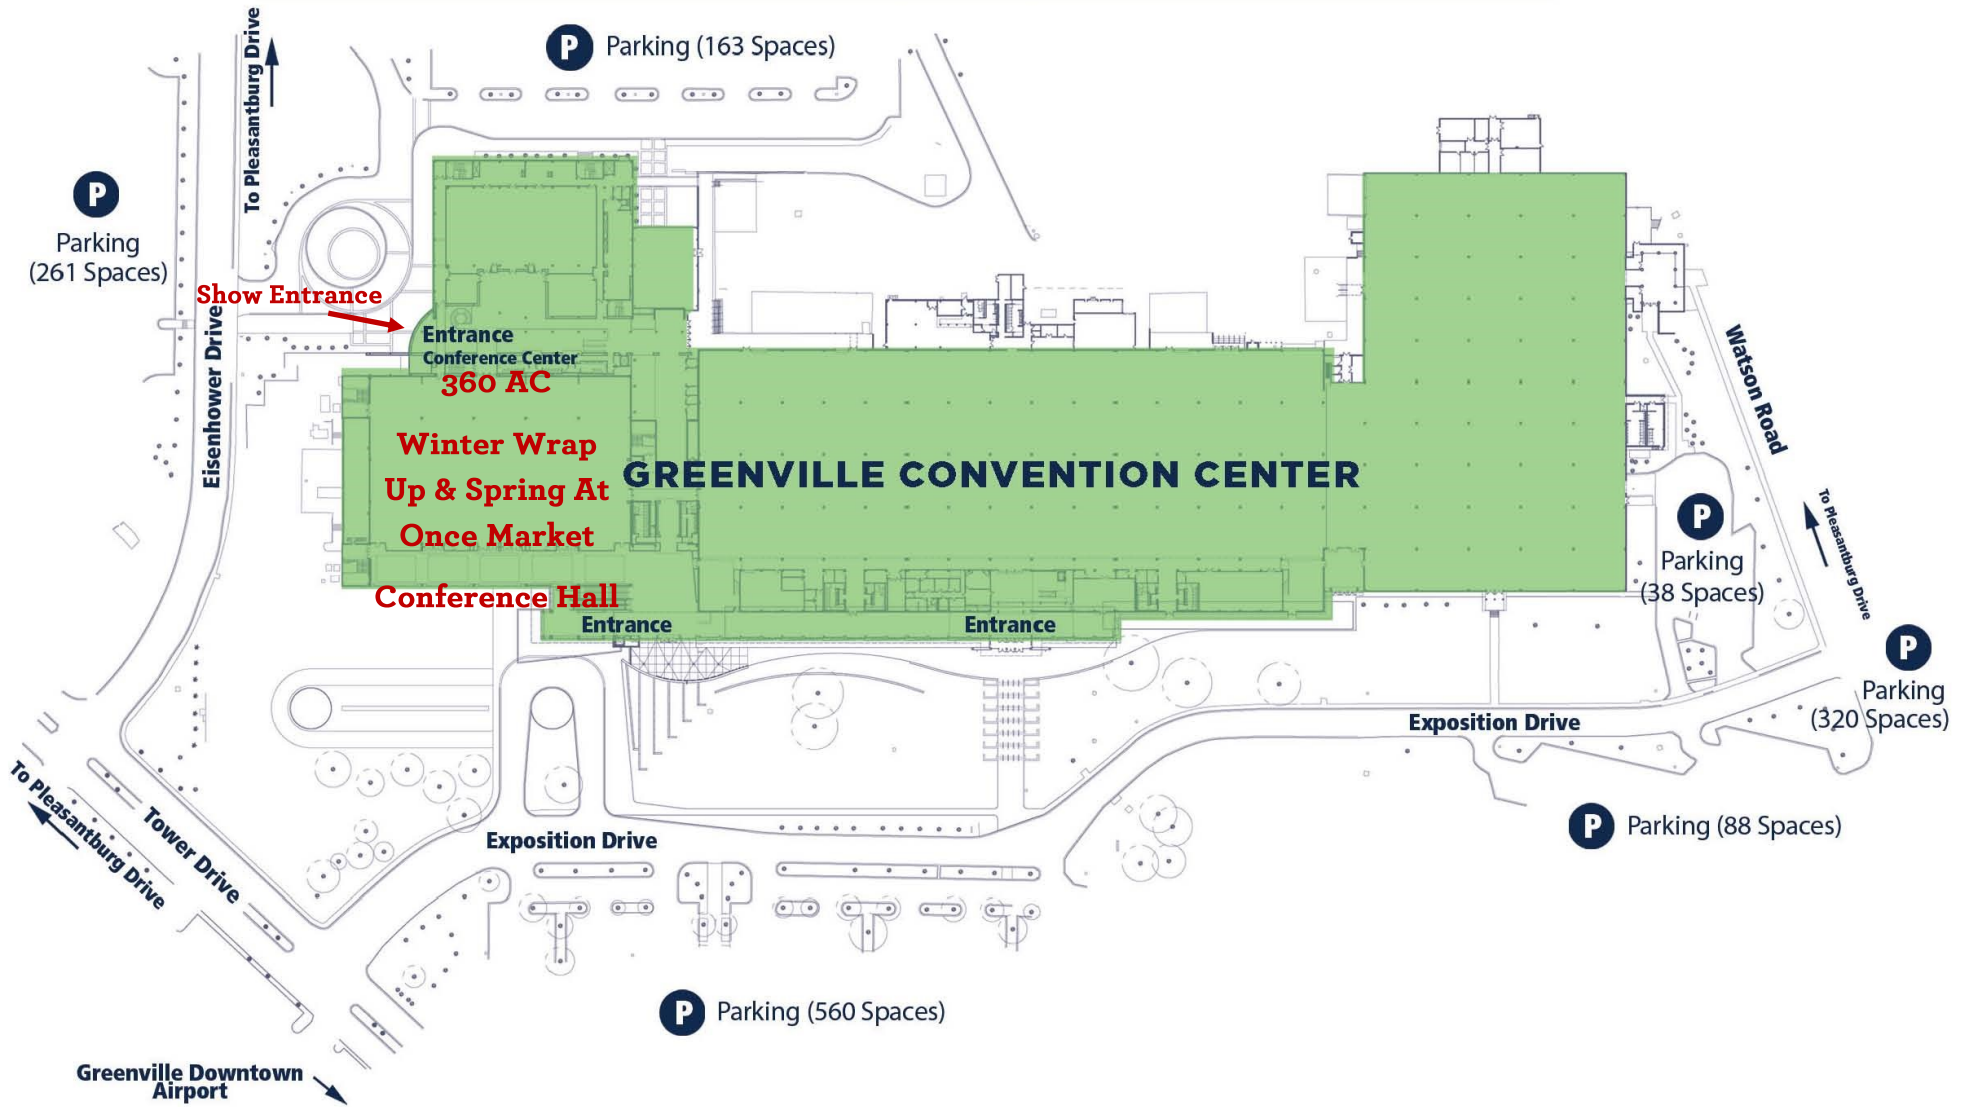 To Pleasantburg Drive
P
Parking (163 Spaces)
P
Parking
(261 Spaces)
Show Entrance
Eisenhower Drive
Entrance
Conference Center
360 AC
Winter Wrap
Up & Spring At
Once Market
Conference Hall
GREENVILLE CONVENTION CENTER
Entrance
Entrance
Watson Road
To Pleasantburg Drive
P
Parking
(38 Spaces)
P
Parking
(320 Spaces)
Exposition Drive
P
Parking (88 Spaces)
To Pleasantburg Drive
Tower Drive
Exposition Drive
P
Parking (560 Spaces)
Greenville Downtown
Airport